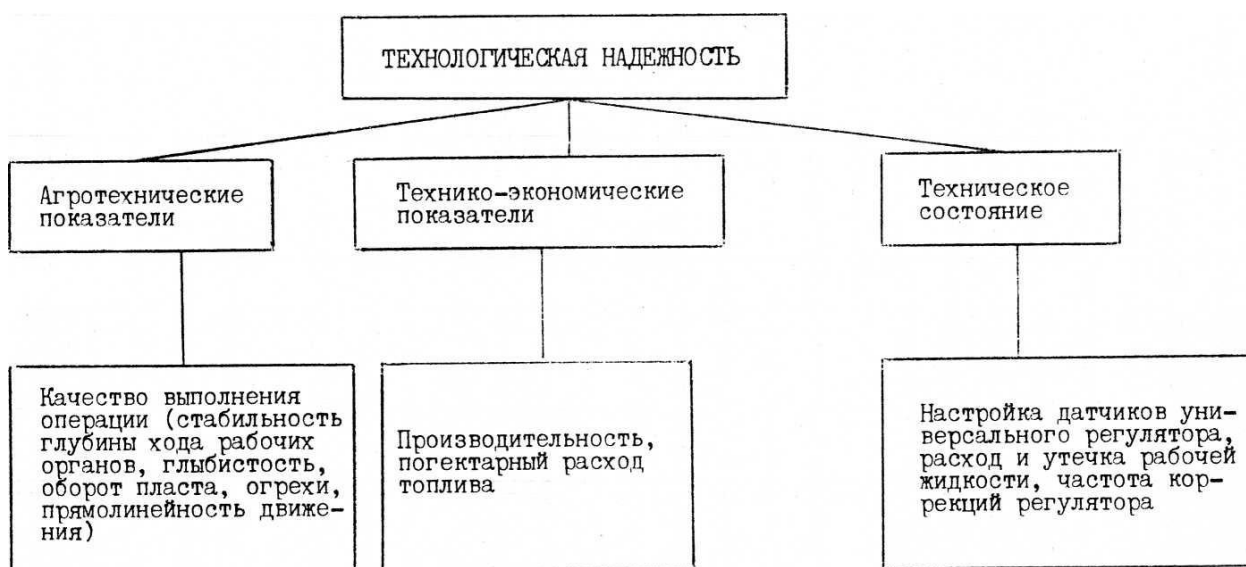 ТЕХНОЛОГИЧЕСКАЯ НАДЕЖНОСТЬ
Агротехнические
показатели
Технико-экономические
показатели
Техническое
состояние
Качество выполнения
операции (стабильность
глубины хода рабочих
органов, глыбистость,
оборот пласта, огрехи,
прямолинейность движе-
ния)
Производительность,
погектарный расход
топлива
Настройка датчиков уни-
версального регулятора,
расход и утечка рабочей
жидкости, частота кор-
рекций регулятора